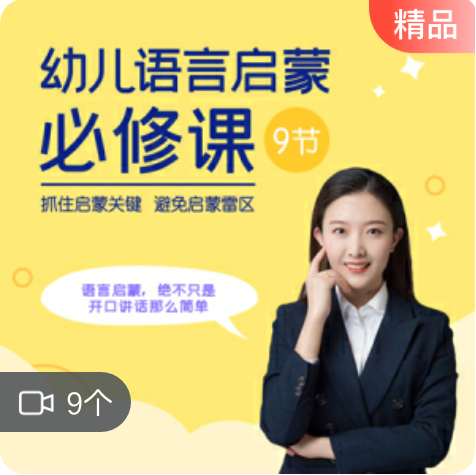 精品
幼儿语言启蒙
必修课 9节
抓住启蒙关键 避免启蒙雷区
语言启蒙，绝不只是
开口讲话那么简单
9个